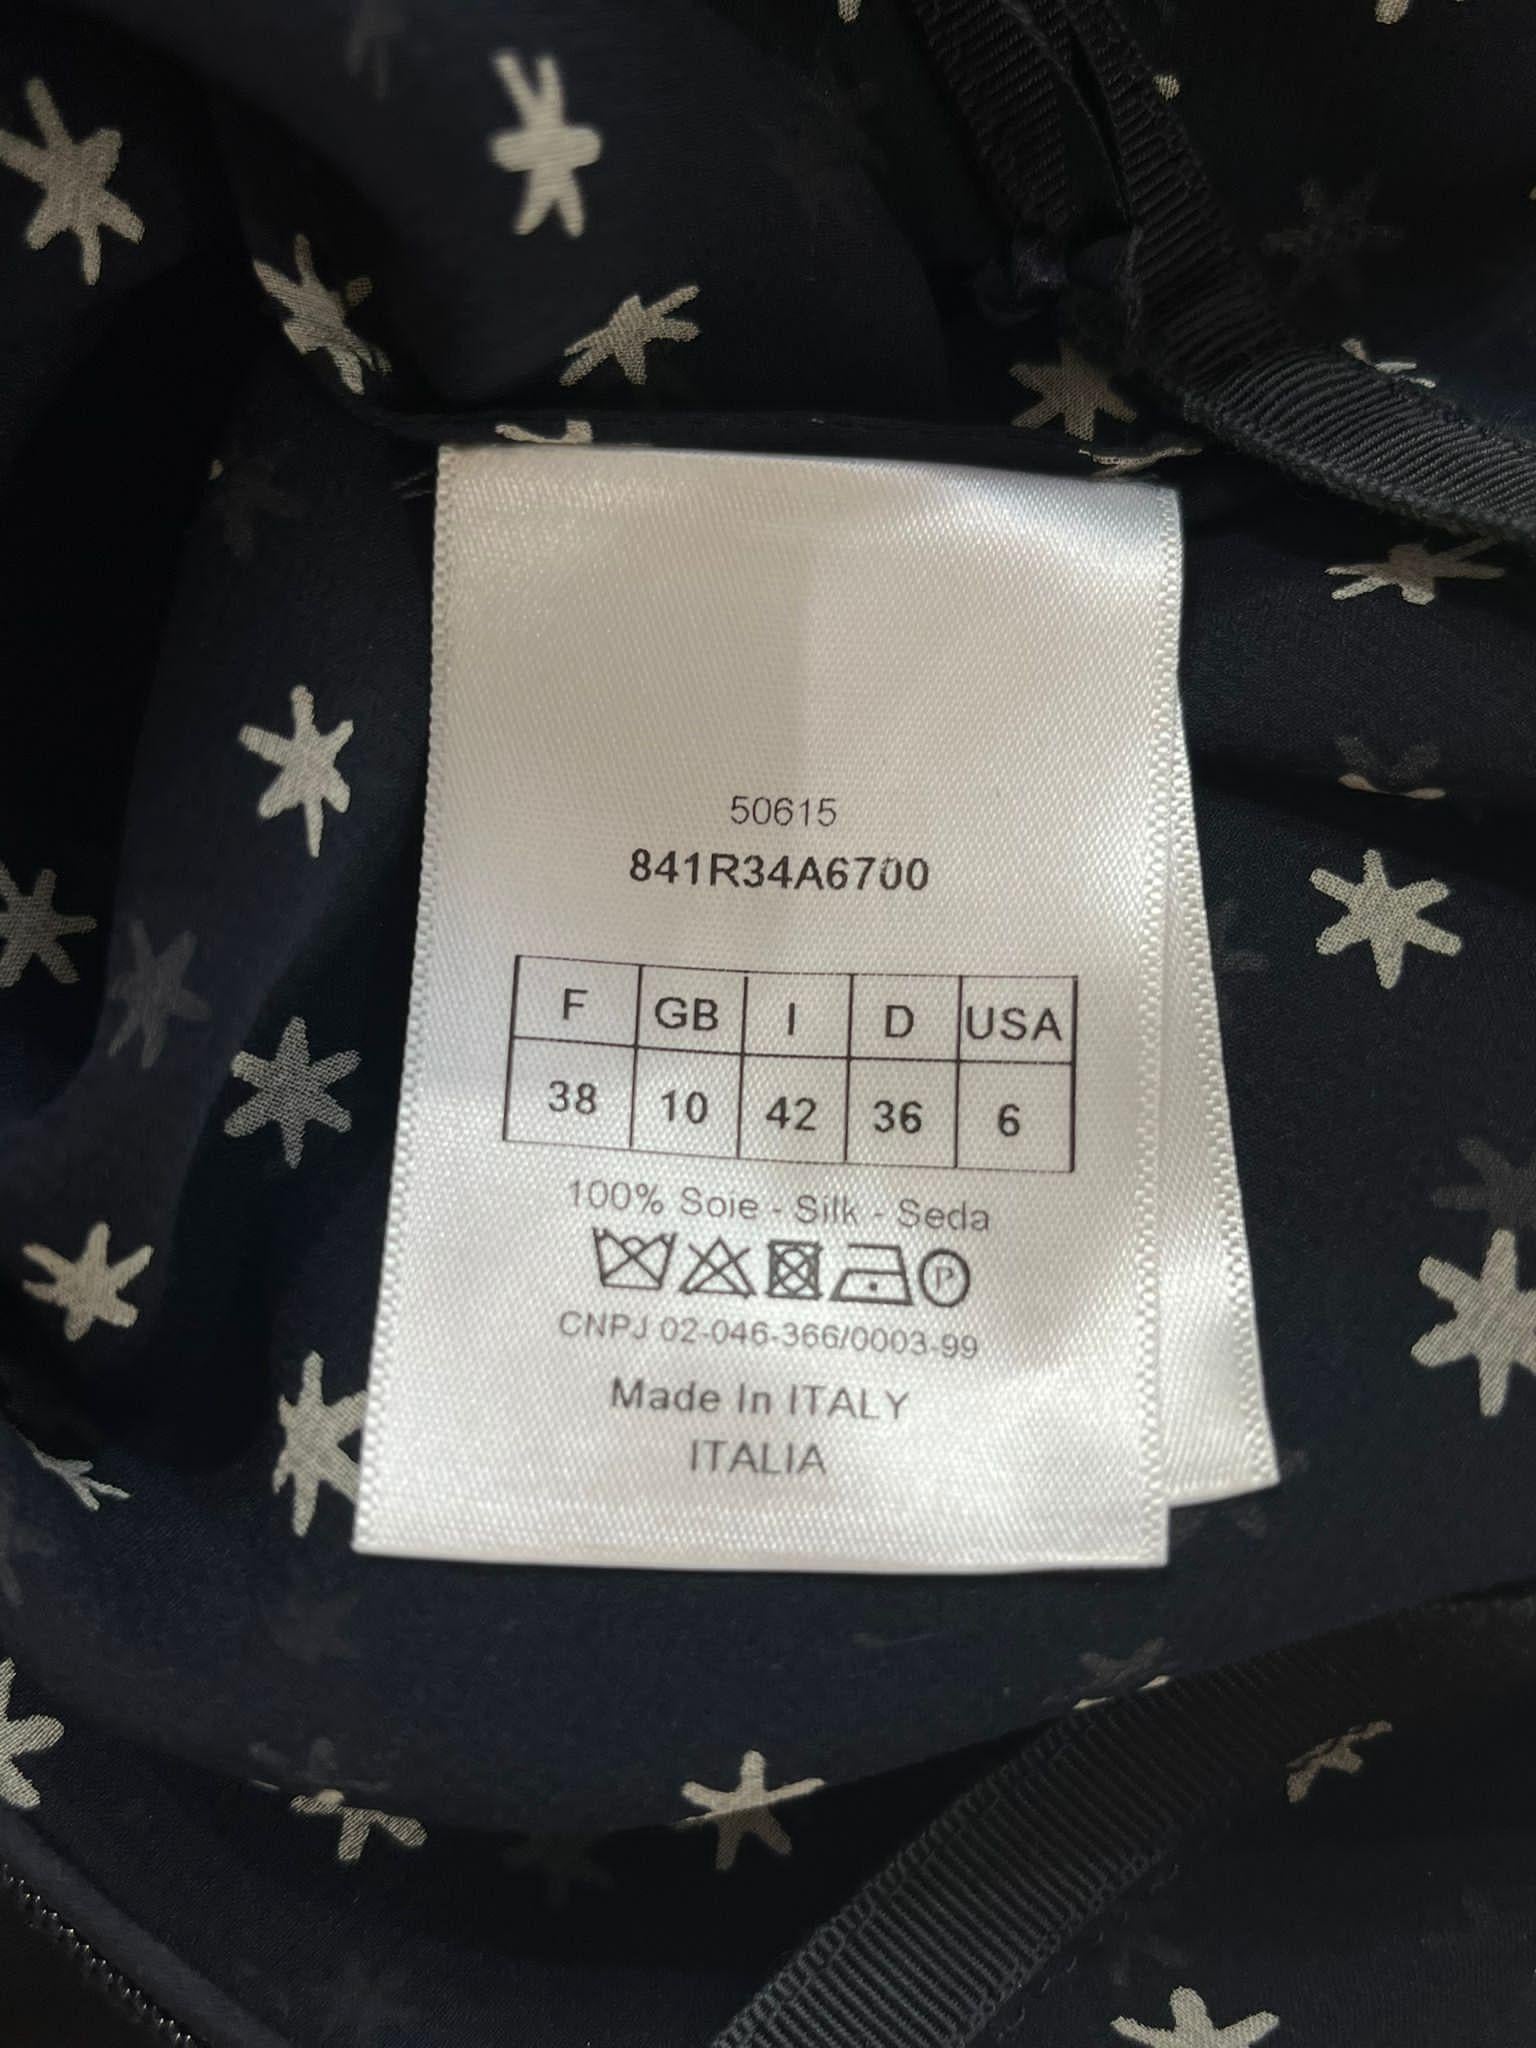 50615
841R34A6700
F GB I D USA
38 10 42 36 6
100% Soie - Silk - Seda
P
CNPJ 02-046-366/0003-99
Made In ITALY
ITALIA